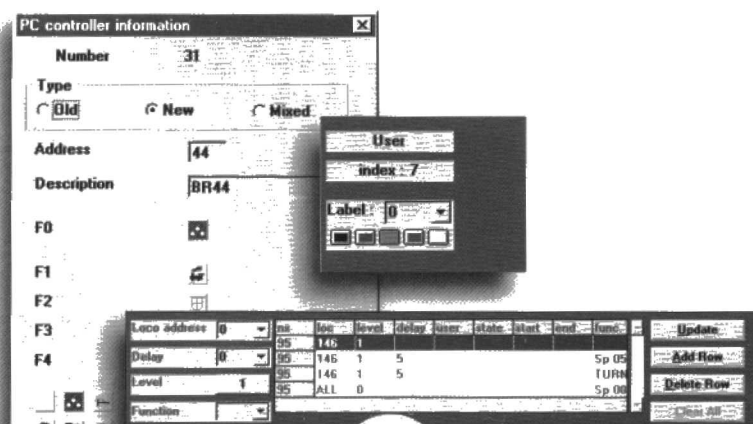 PC controller information
Number 31
Type
Old New Mixed
Address 44
Description BR44
F0
F1
F2
F3
F4
User
index : 7
Label : 0
Loco address 0
Delay 0
Level 1
Function
ns loc level delay user state start end func.
95 146 1
95 146 1 5 Sp 05
95 146 1 5 TURN
95 ALL 0 Sp 00
Update
Add Row
Delete Row
Clear All